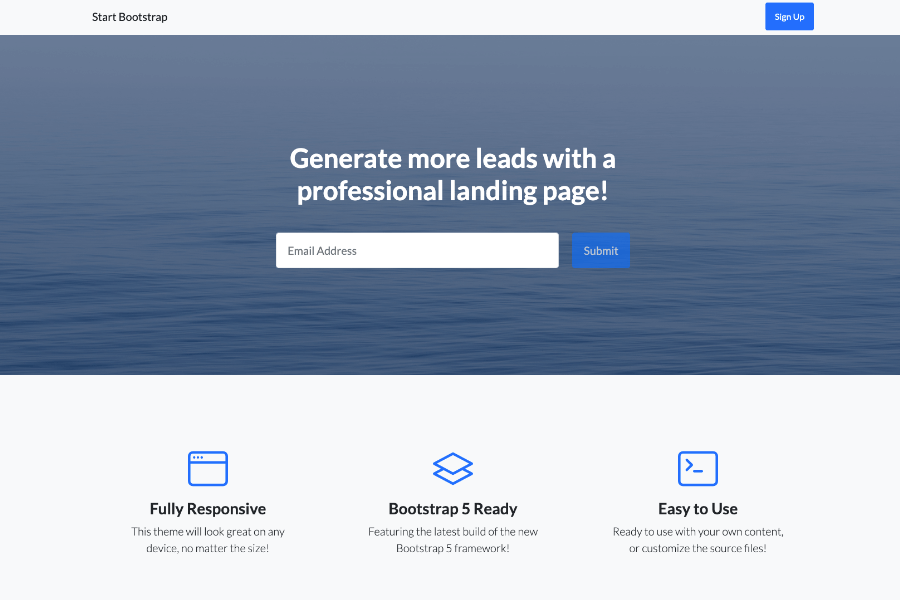 Start Bootstrap
Sign Up
Generate more leads with a
professional landing page!
Email Address
Submit
Fully Responsive
This theme will look great on any
device, no matter the size!
Bootstrap 5 Ready
Featuring the latest build of the new
Bootstrap 5 framework!
Easy to Use
Ready to use with your own content,
or customize the source files!